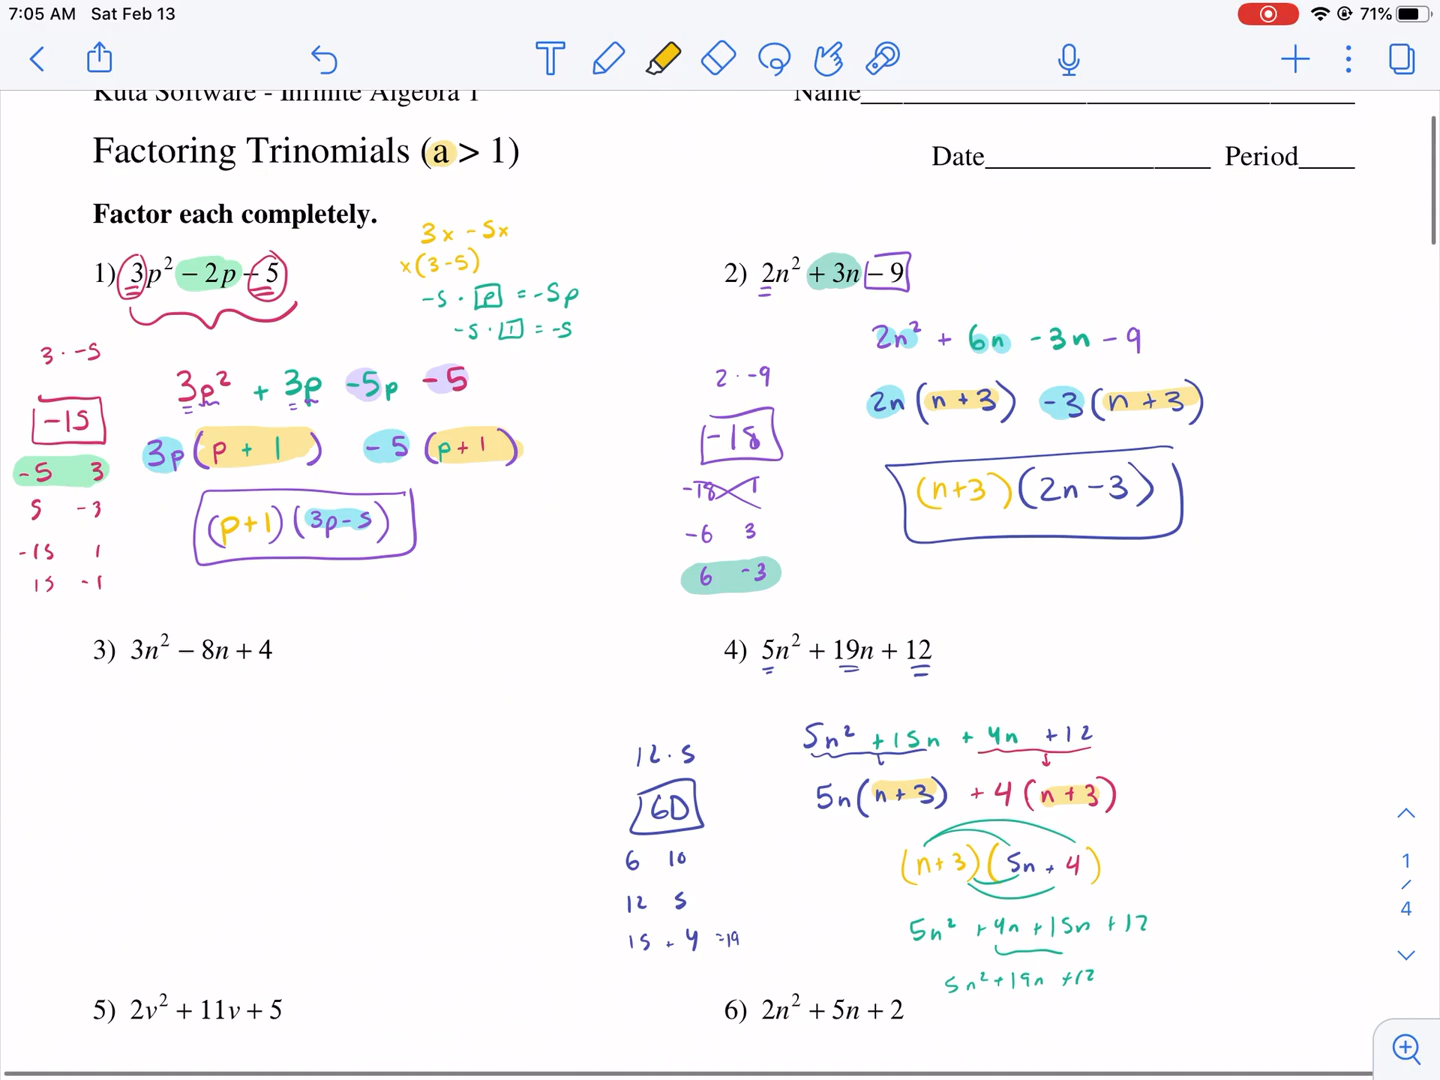 7:05 AM Sat Feb 13
71%
Kuta Software - Infinite Algebra 1
Name
Factoring Trinomials (a > 1)
Date Period
Factor each completely.
1) 3p² − 2p − 5
3x - 5x
x(3-5)
-5 · p = -5p
-5 · 1 = -5
3 · -5
-15
-5 3
5 -3
-15 1
15 -1
3p² + 3p -5p -5
3p(p + 1) -5(p+1)
(p+1)(3p-5)
2) 2n² + 3n − 9
2n² + 6n -3n -9
2 · -9
-18
-18 1
-6 3
6 -3
2n(n+3) -3(n+3)
(n+3)(2n-3)
3) 3n² − 8n + 4
4) 5n² + 19n + 12
12 · 5
60
6 10
12 5
15 + 4 =19
5n² +15n + 4n +12
5n(n+3) +4(n+3)
(n+3)(5n+4)
5n² +4n+15n +12
5n²+19n+12
5) 2v² + 11v + 5
6) 2n² + 5n + 2
1
/
4